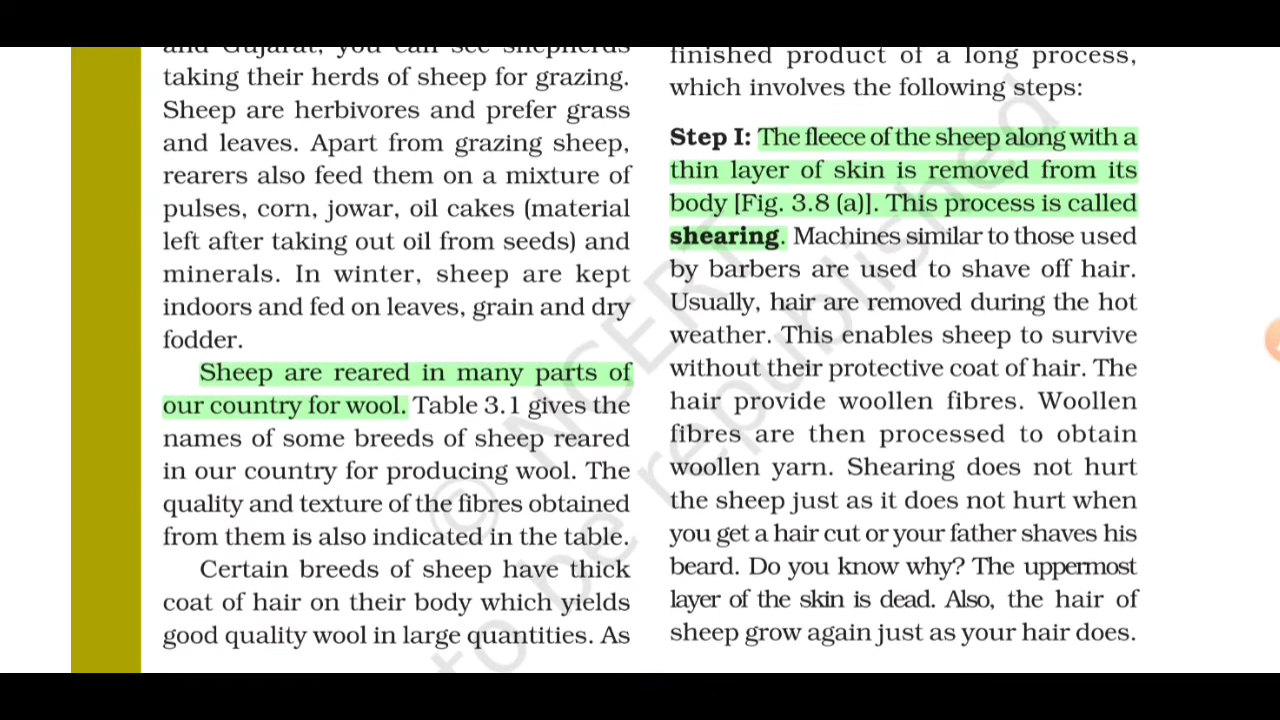 and Gujarat, you can see shepherds
taking their herds of sheep for grazing.
Sheep are herbivores and prefer grass
and leaves. Apart from grazing sheep,
rearers also feed them on a mixture of
pulses, corn, jowar, oil cakes (material
left after taking out oil from seeds) and
minerals. In winter, sheep are kept
indoors and fed on leaves, grain and dry
fodder.
Sheep are reared in many parts of
our country for wool. Table 3.1 gives the
names of some breeds of sheep reared
in our country for producing wool. The
quality and texture of the fibres obtained
from them is also indicated in the table.
Certain breeds of sheep have thick
coat of hair on their body which yields
good quality wool in large quantities. As
finished product of a long process,
which involves the following steps:
Step I: The fleece of the sheep along with a
thin layer of skin is removed from its
body [Fig. 3.8 (a)]. This process is called
shearing. Machines similar to those used
by barbers are used to shave off hair.
Usually, hair are removed during the hot
weather. This enables sheep to survive
without their protective coat of hair. The
hair provide woollen fibres. Woollen
fibres are then processed to obtain
woollen yarn. Shearing does not hurt
the sheep just as it does not hurt when
you get a hair cut or your father shaves his
beard. Do you know why? The uppermost
layer of the skin is dead. Also, the hair of
sheep grow again just as your hair does.
© NCERT
to be republished